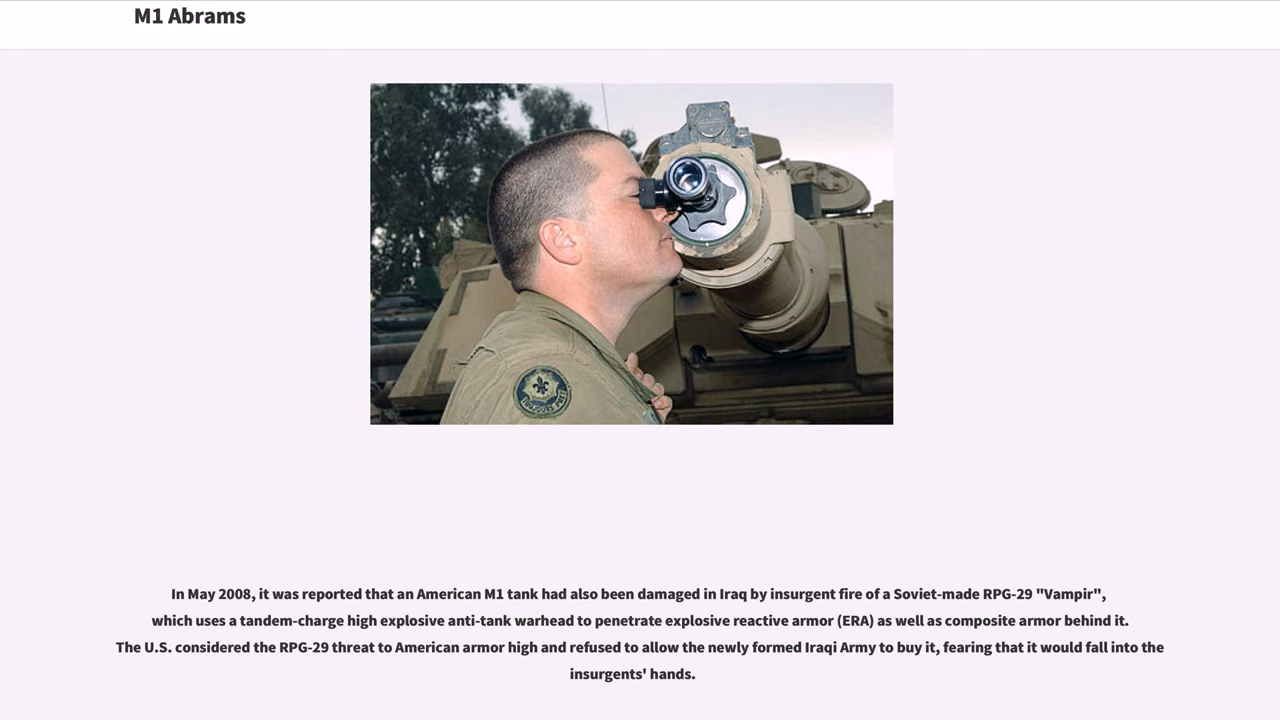 M1 Abrams
TOUJOURS PRET
In May 2008, it was reported that an American M1 tank had also been damaged in Iraq by insurgent fire of a Soviet-made RPG-29 "Vampir",
which uses a tandem-charge high explosive anti-tank warhead to penetrate explosive reactive armor (ERA) as well as composite armor behind it.
The U.S. considered the RPG-29 threat to American armor high and refused to allow the newly formed Iraqi Army to buy it, fearing that it would fall into the
insurgents' hands.